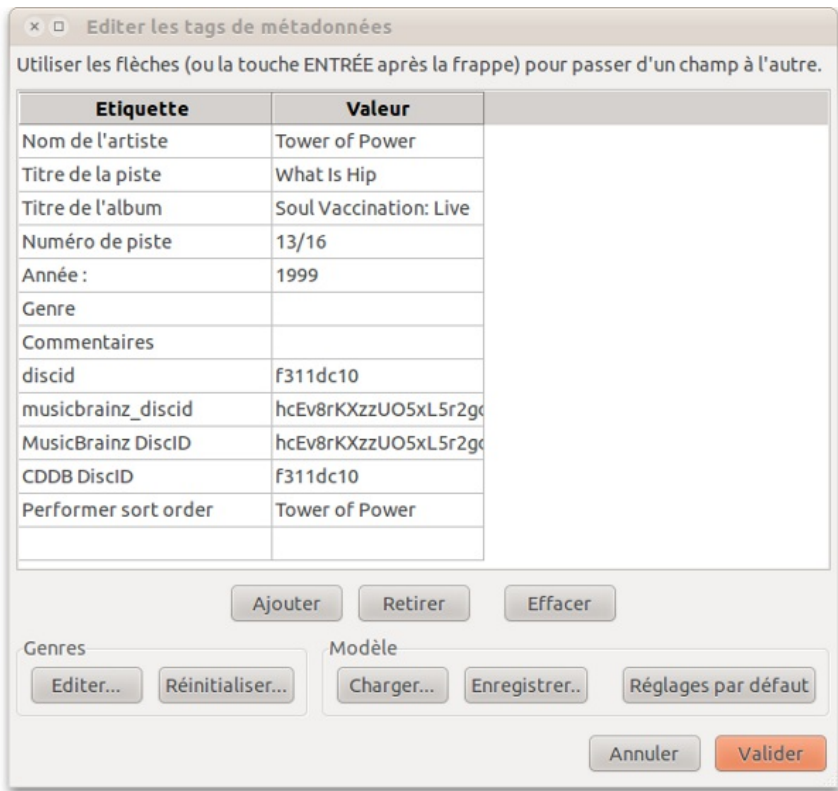 Editer les tags de métadonnées
Utiliser les flèches (ou la touche ENTRÉE après la frappe) pour passer d'un champ à l'autre.
Etiquette Valeur
Nom de l'artiste Tower of Power
Titre de la piste What Is Hip
Titre de l'album Soul Vaccination: Live
Numéro de piste 13/16
Année : 1999
Genre
Commentaires
discid f311dc10
musicbrainz_discid hcEv8rKXzzUO5xL5r2g
MusicBrainz DiscID hcEv8rKXzzUO5xL5r2g
CDDB DiscID f311dc10
Performer sort order Tower of Power
Ajouter Retirer Effacer
Genres Modèle
Editer... Réinitialiser... Charger... Enregistrer.. Réglages par défaut
Annuler Valider